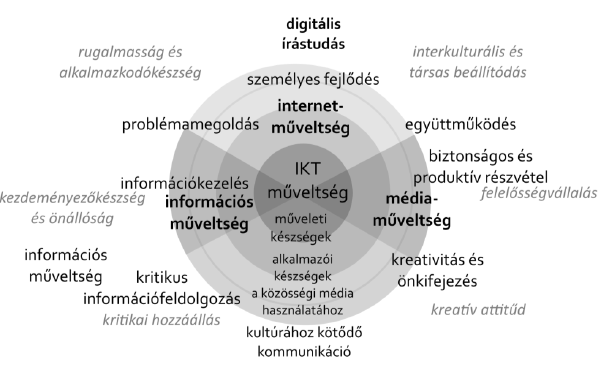 digitális
írástudás
rugalmasság és
alkalmazkodókészség
interkulturális és
társas beállítódás
személyes fejlődés
internet-
műveltség
problémamegoldás
együttműködés
IKT
műveltség
biztonságos és
produktív részvétel
információkezelés
kezdeményezőkészség
és önállóság
információs
műveltség
média-
műveltség
felelősségvállalás
műveleti
készségek
információs
műveltség
alkalmazói
készségek
a közösségi média
használatához
kreativitás és
önkifejezés
kritikus
információfeldolgozás
kritikai hozzáállás
kreatív attitűd
kultúrához kötődő
kommunikáció